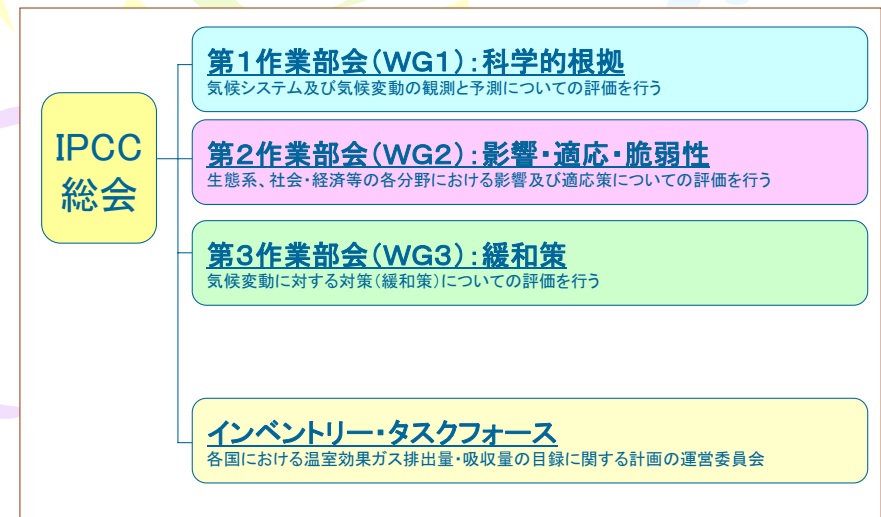 IPCC
総会
第1作業部会(WG1):科学的根拠
気候システム及び気候変動の観測と予測についての評価を行う
第2作業部会(WG2):影響・適応・脆弱性
生態系、社会・経済等の各分野における影響及び適応策についての評価を行う
第3作業部会(WG3):緩和策
気候変動に対する対策(緩和策)についての評価を行う
インベントリー・タスクフォース
各国における温室効果ガス排出量・吸収量の目録に関する計画の運営委員会